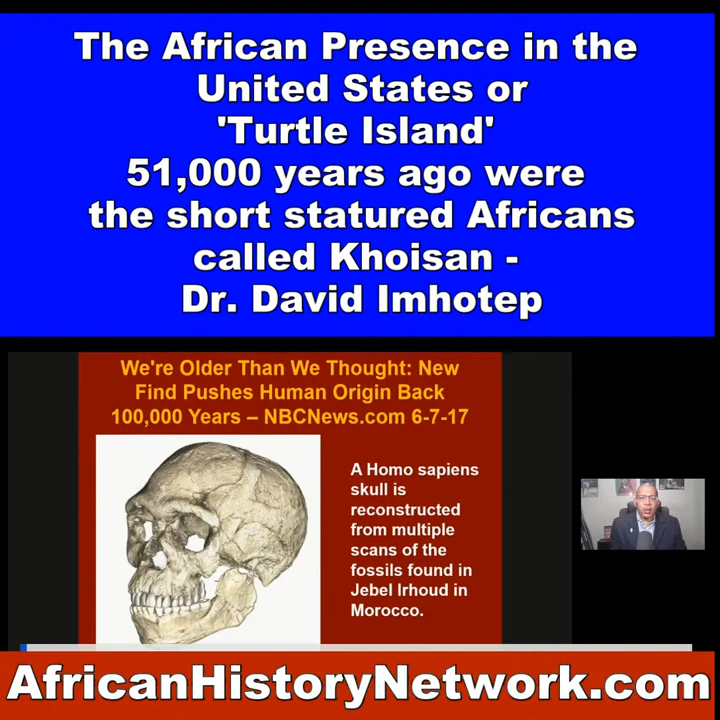 The African Presence in the
United States or
'Turtle Island'
51,000 years ago were
the short statured Africans
called Khoisan -
Dr. David Imhotep
We're Older Than We Thought: New
Find Pushes Human Origin Back
100,000 Years – NBCNews.com 6-7-17
A Homo sapiens
skull is
reconstructed
from multiple
scans of the
fossils found in
Jebel Irhoud in
Morocco.
AfricanHistoryNetwork.com